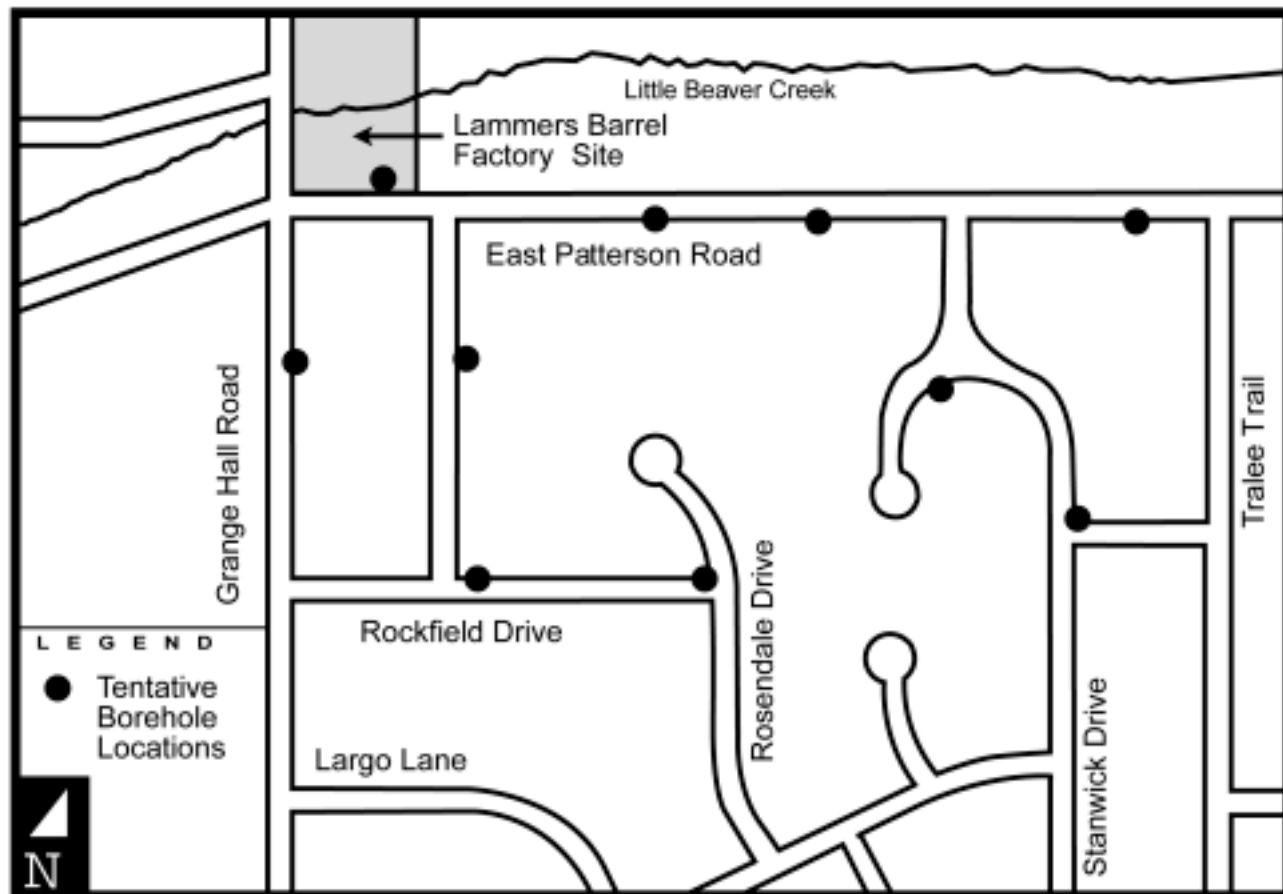 Little Beaver Creek
Lammers Barrel
Factory Site
East Patterson Road
Grange Hall Road
Tralee Trail
Rosendale Drive
Rockfield Drive
LEGEND
Tentative
Borehole
Locations
Largo Lane
Stanwick Drive
N